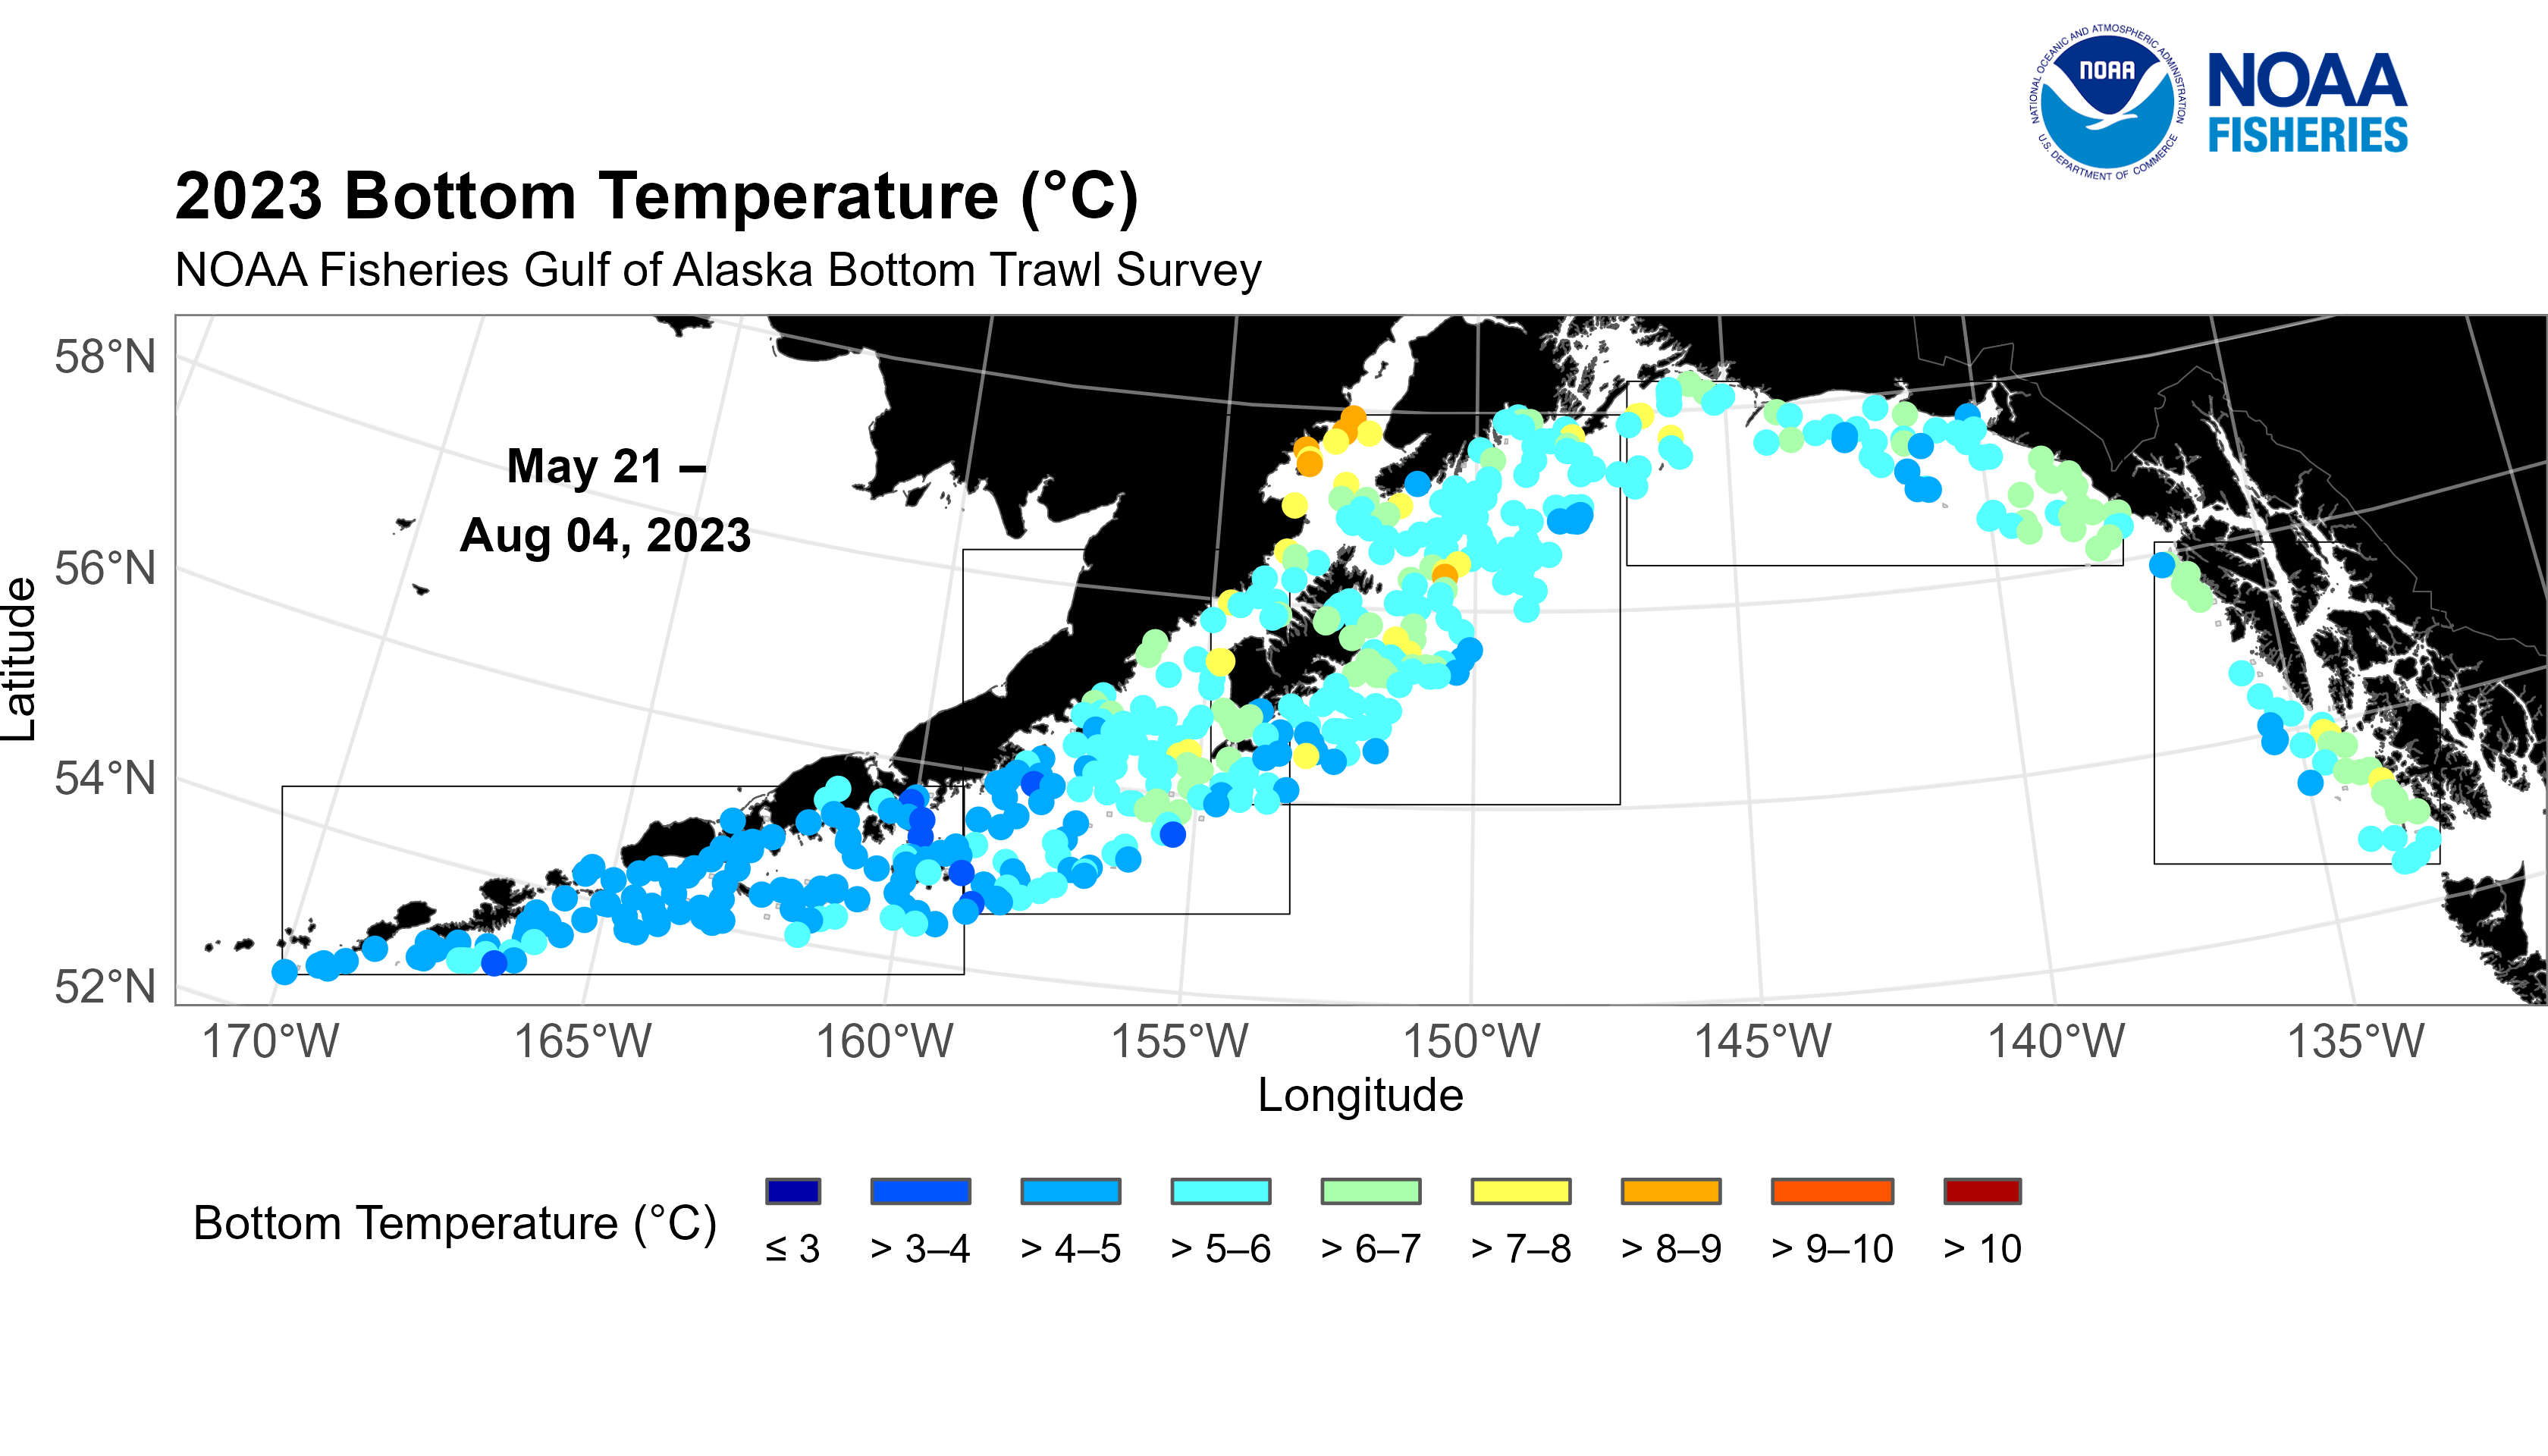 NATIONAL OCEANIC AND ATMOSPHERIC ADMINISTRATION
U.S. DEPARTMENT OF COMMERCE
NOAA
NOAA
FISHERIES
2023 Bottom Temperature (°C)
NOAA Fisheries Gulf of Alaska Bottom Trawl Survey
May 21 –
Aug 04, 2023
Latitude
58°N
56°N
54°N
52°N
170°W 165°W 160°W 155°W 150°W 145°W 140°W 135°W
Longitude
Bottom Temperature (°C)
≤ 3 > 3–4 > 4–5 > 5–6 > 6–7 > 7–8 > 8–9 > 9–10 > 10